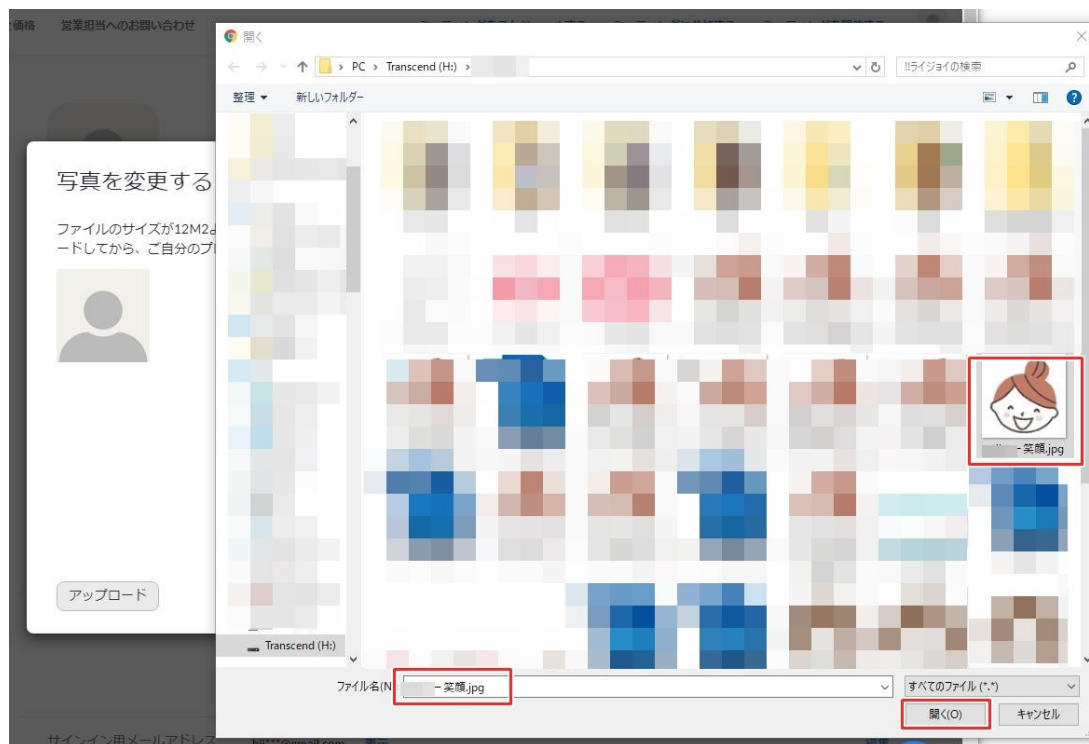 価格 営業担当へのお問い合わせ
開く
PC > Transcend (H:) >
!!ライジョイの検索
整理 新しいフォルダー
写真を変更する
ファイルのサイズが12M2よ
ードしてから、ご自分のプ
- 笑顔.jpg
アップロード
Transcend (H:)
ファイル名(N
- 笑顔.jpg
すべてのファイル (*.*)
開く(O) キャンセル
サインイン用メールアドレス
@gmail.com 表示 編集